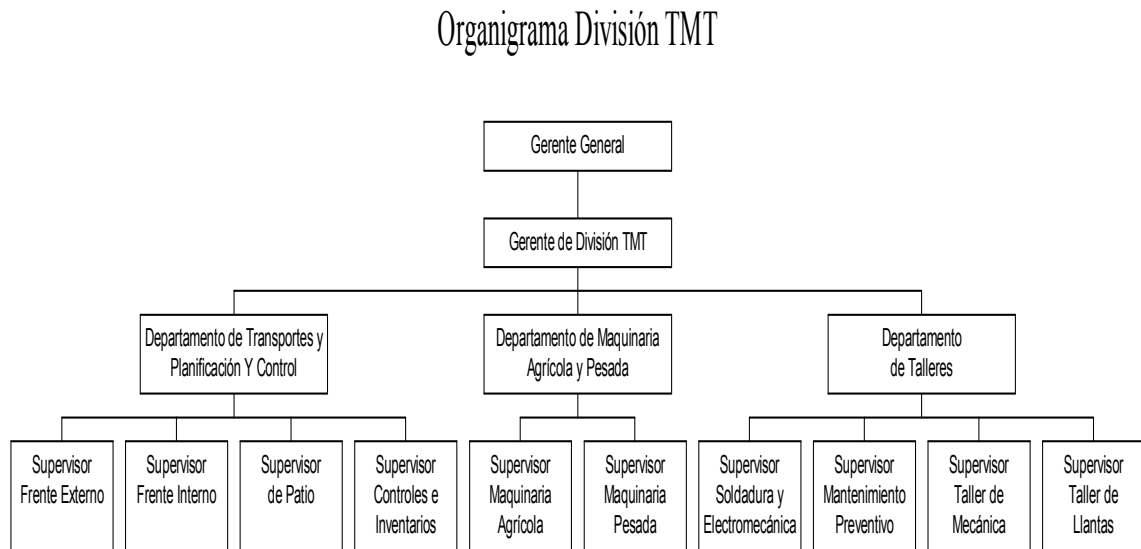 Organigrama División TMT
Gerente General
Gerente de División TMT
Departamento de Transportes y
Planificación Y Control
Departamento de Maquinaria
Agrícola y Pesada
Departamento
de Talleres
Supervisor
Frente Externo
Supervisor
Frente Interno
Supervisor
de Patio
Supervisor
Controles e
Inventarios
Supervisor
Maquinaria
Agrícola
Supervisor
Maquinaria
Pesada
Supervisor
Soldadura y
Electromecánica
Supervisor
Mantenimiento
Preventivo
Supervisor
Taller de
Mecánica
Supervisor
Taller de
Llantas